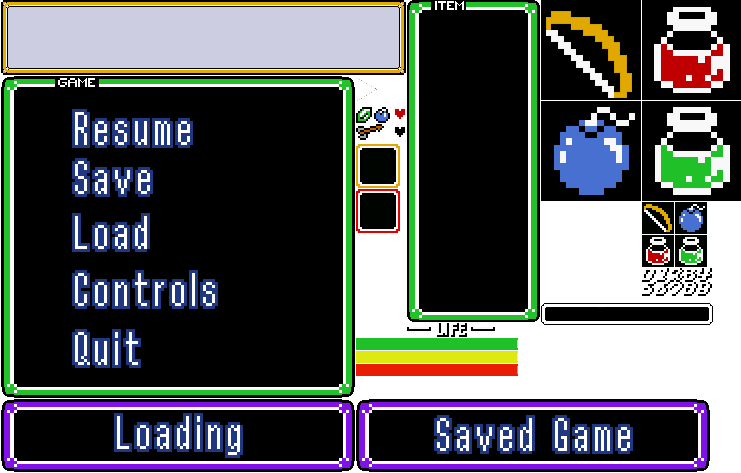 ITEM
GAME
Resume
Save
Load
Controls
Quit
LIFE
Loading
Saved Game